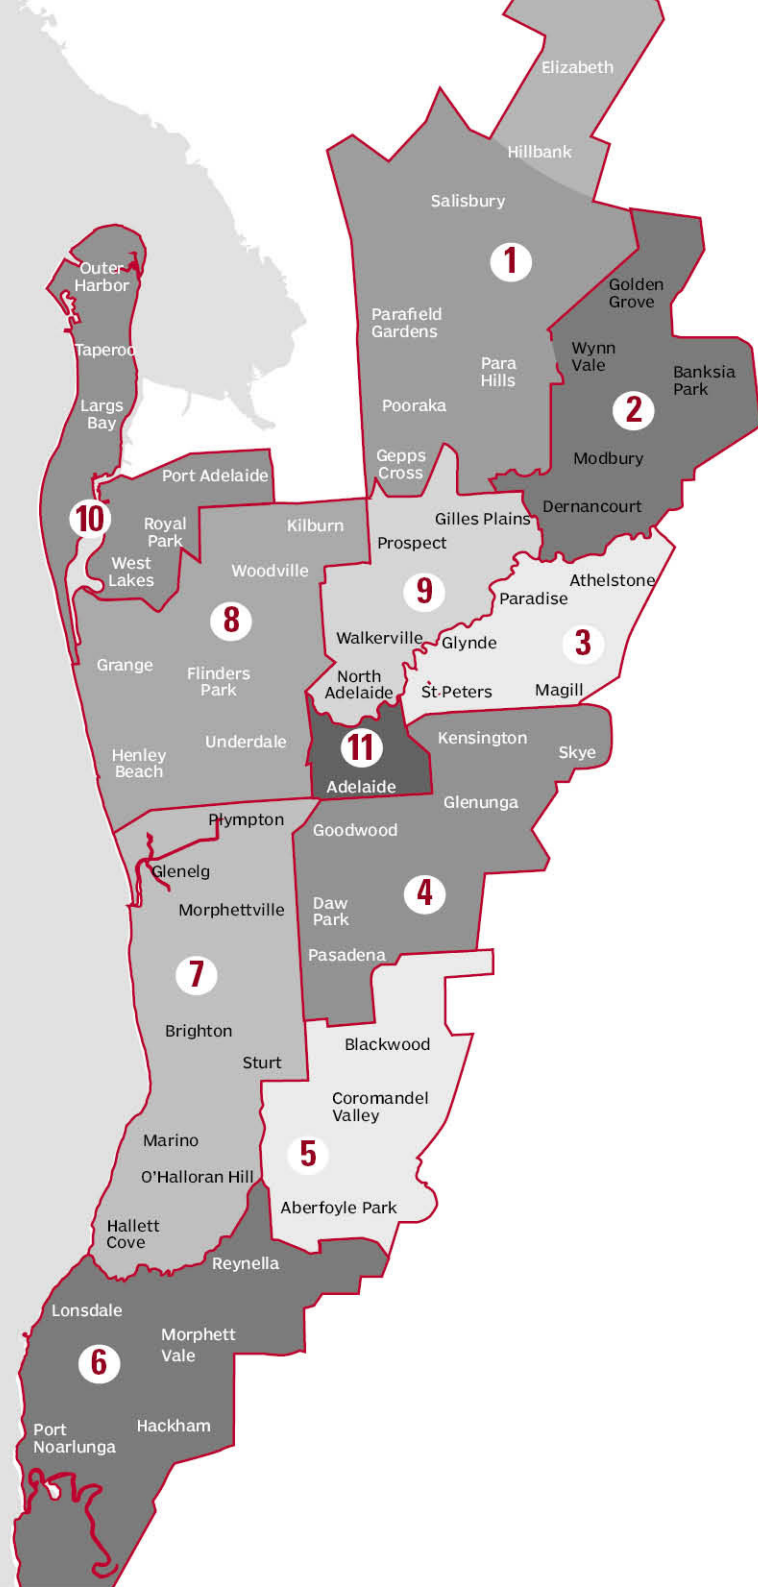 Elizabeth
Hillbank
Salisbury
1
Outer
Harbor
Golden
Grove
Parafield
Gardens
Taperoo
Wynn
Vale
Para
Hills
Banksia
Park
Largs
Bay
Pooraka
2
Gepps
Cross
Modbury
Port Adelaide
Dernancourt
10
Royal
Park
Kilburn
Gilles Plains
Prospect
West
Lakes
Woodville
Athelstone
9
Paradise
8
Walkerville
Glynde
3
Grange
Flinders
Park
North
Adelaide
St Peters
Magill
Underdale
11
Kensington
Skye
Henley
Beach
Adelaide
Glenunga
Plympton
Goodwood
Glenelg
4
Morphettville
Daw
Park
Pasadena
7
Brighton
Blackwood
Sturt
Coromandel
Valley
Marino
5
O'Halloran Hill
Aberfoyle Park
Hallett
Cove
Reynella
Lonsdale
Morphett
Vale
6
Port
Noarlunga
Hackham